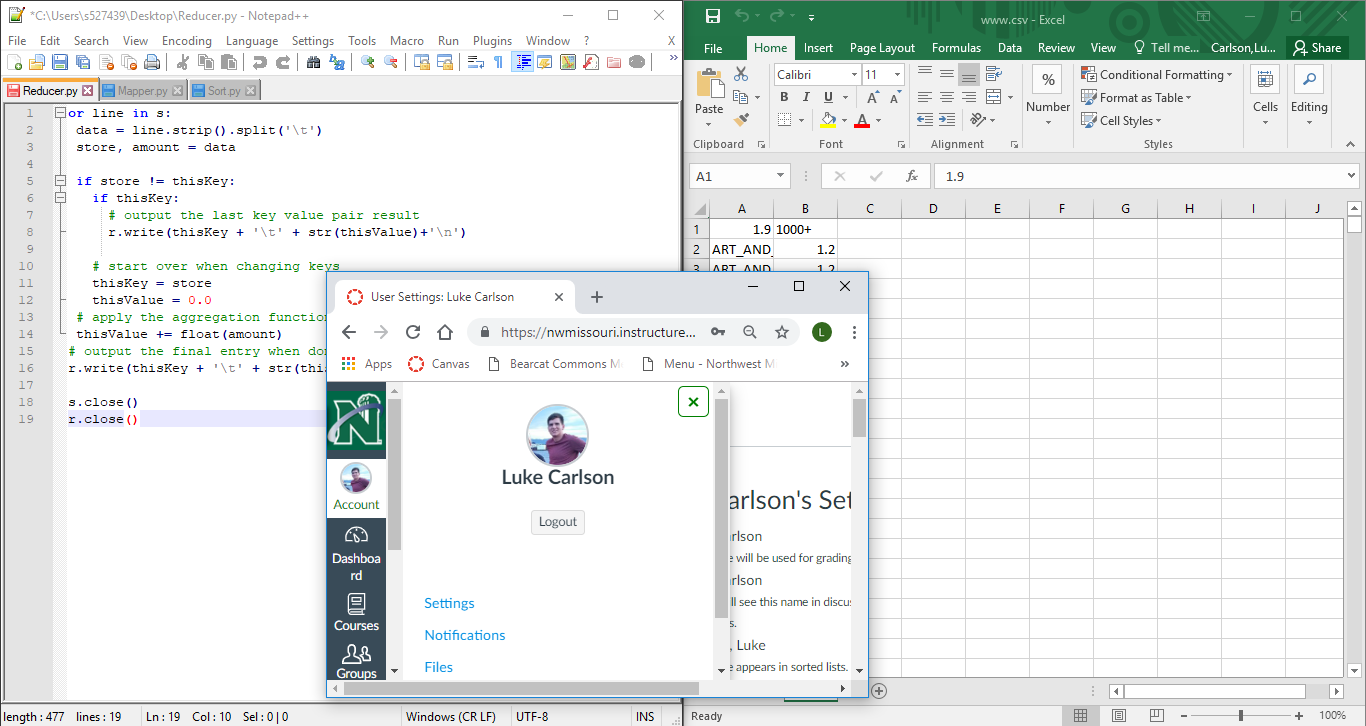 *C:\Users\s527439\Desktop\Reducer.py - Notepad++
File Edit Search View Encoding Language Settings Tools Macro Run Plugins Window ? X
Reducer.py Mapper.py Sort.py
1 or line in s:
2 data = line.strip().split('\t')
3 store, amount = data
4
5 if store != thisKey:
6 if thisKey:
7 # output the last key value pair result
8 r.write(thisKey + '\t' + str(thisValue)+'\n')
9
10 # start over when changing keys
11 thisKey = store
12 thisValue = 0.0
13 # apply the aggregation function
14 thisValue += float(amount)
15 # output the final entry when do
16 r.write(thisKey + '\t' + str(thi
17
18 s.close()
19 r.close()
length : 477 lines : 19 Ln : 19 Col : 10 Sel : 0 | 0 Windows (CR LF) UTF-8 INS
www.csv - Excel
File Home Insert Page Layout Formulas Data Review View Tell me... Carlson,Lu... Share
Paste
Clipboard
Calibri 11
B I U A A
A
Font
Alignment
%
Number
Conditional Formatting
Format as Table
Cell Styles
Styles
Cells
Editing
A1 fx 1.9
A B C D E F G H I J
1 1.9 1000+
2 ART_AND_ 1.2
3 ART_AND_ 1.2
Ready 100%
User Settings: Luke Carlson
https://nwmissouri.instructure... L
Apps Canvas Bearcat Commons M Menu - Northwest M »
N
Account
Dashboa
rd
Courses
Groups
Luke Carlson
Logout
Settings
Notifications
Files
arlson's Set
rlson
e will be used for grading
rlson
ll see this name in discus
s.
, Luke
e appears in sorted lists.